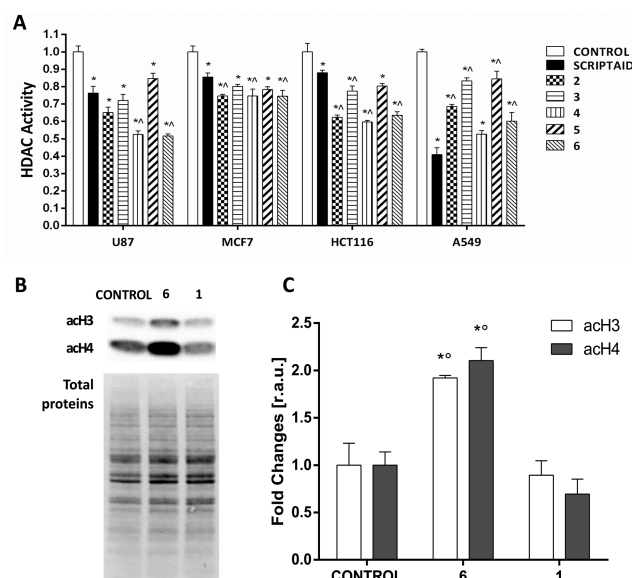 A
HDAC Activity
1.1
1.0
0.9
0.8
0.7
0.6
0.5
0.4
0.3
0.2
0.1
0.0
* * * *^ * *^
* *^ * *^ *^ *^
* *^ *^ *^ * *^
* *^ *^ * *^ *^
U87 MCF7 HCT116 A549
CONTROL
SCRIPTAID
2
3
4
5
6
B
CONTROL 6 1
acH3
acH4
Total
proteins
C
Fold Changes [r.a.u.]
2.5
2.0
1.5
1.0
0.5
0.0
*° *°
CONTROL 6 1
acH3
acH4